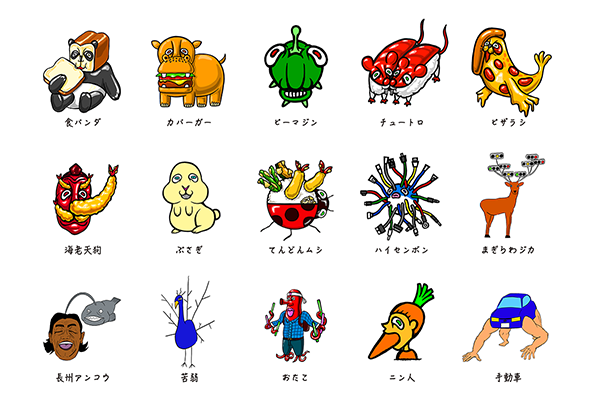 食パンダ
カバーガー
ピーマジン
チュートロ
ピザラシ
海老天狗
ぶさぎ
てんどんムシ
ハイセンボン
まぎらわジカ
長州アンコウ
苦弱
おたこ
ニン人
手動車